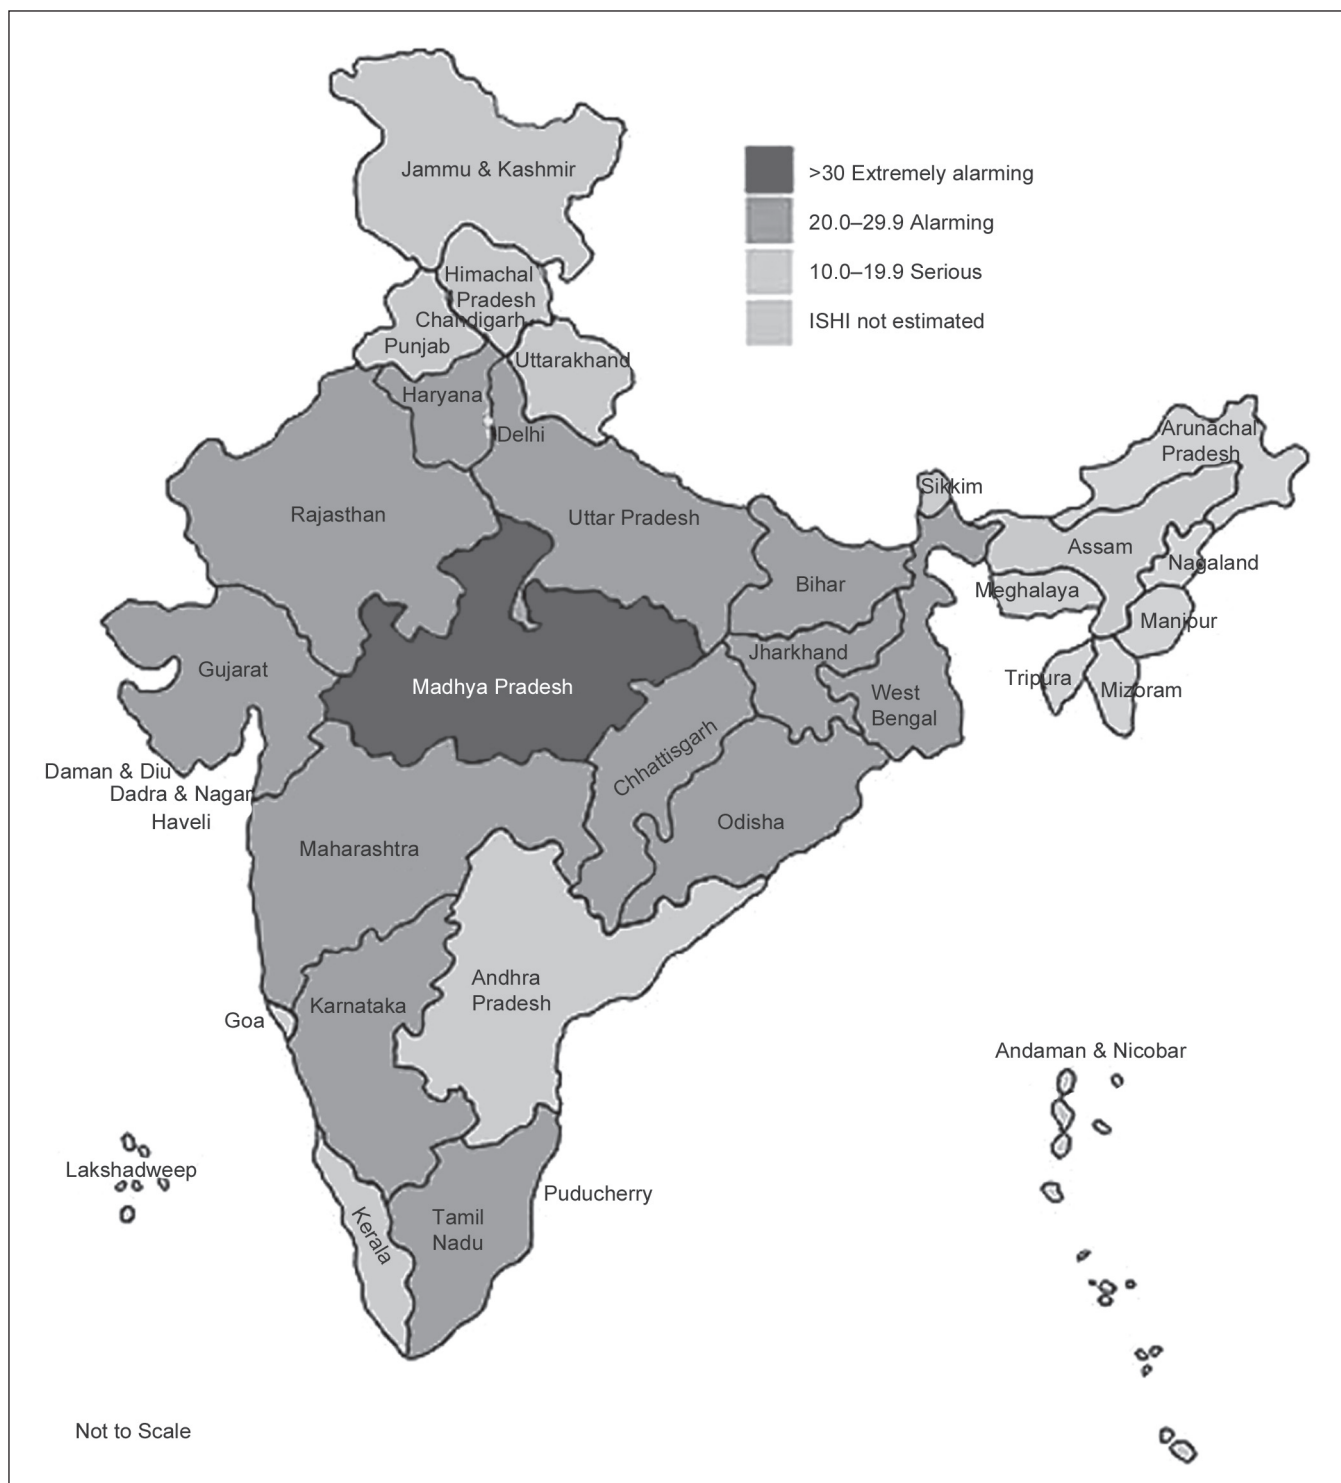 Jammu & Kashmir
>30 Extremely alarming
20.0–29.9 Alarming
10.0–19.9 Serious
ISHI not estimated
Himachal
Pradesh
Chandigarh
Punjab
Uttarakhand
Haryana
Delhi
Arunachal
Pradesh
Sikkim
Rajasthan
Uttar Pradesh
Assam
Nagaland
Bihar
Meghalaya
Manipur
Jharkhand
Gujarat
Madhya Pradesh
Tripura
Mizoram
West
Bengal
Chhattisgarh
Daman & Diu
Dadra & Nagar
Haveli
Odisha
Maharashtra
Andhra
Pradesh
Karnataka
Goa
Andaman & Nicobar
Lakshadweep
Puducherry
Kerala
Tamil
Nadu
Not to Scale